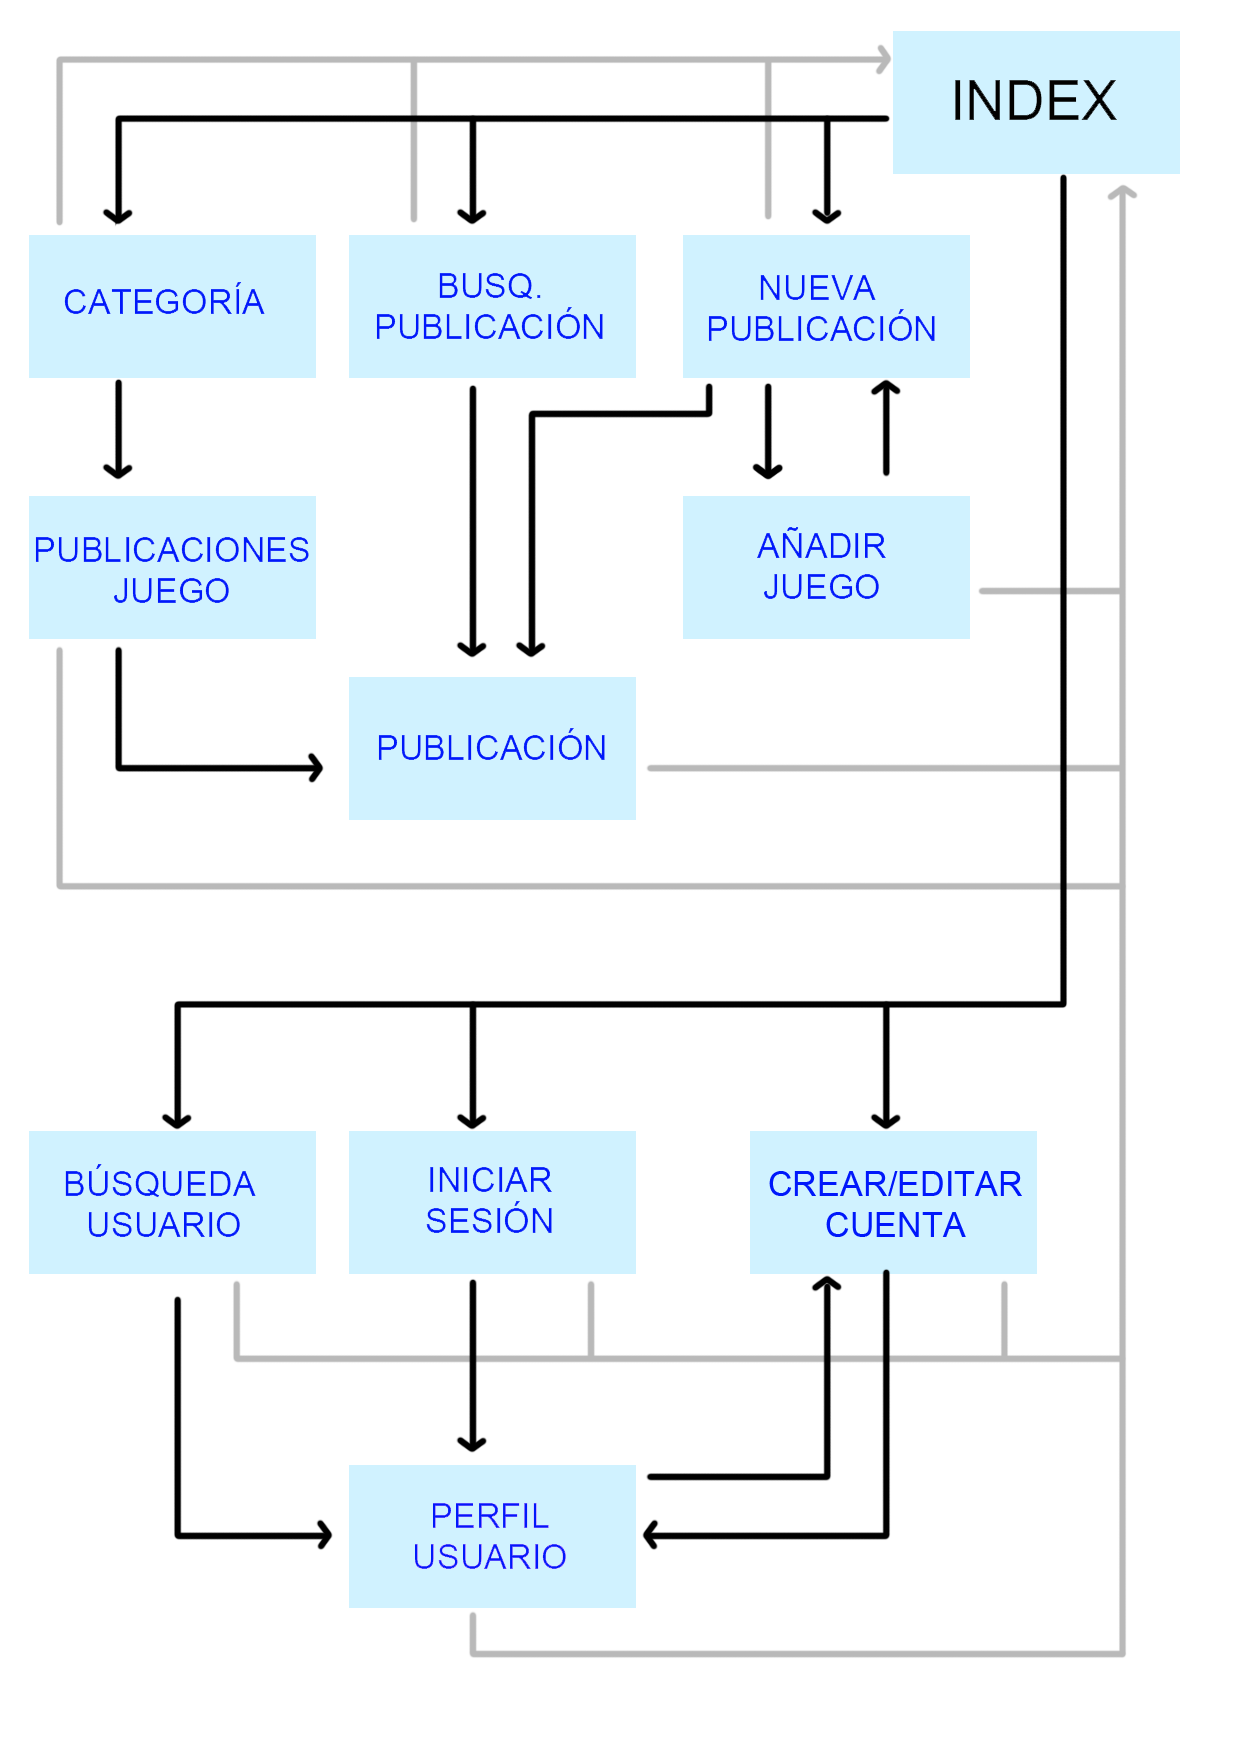 INDEX
CATEGORÍA
BUSQ.
PUBLICACIÓN
NUEVA
PUBLICACIÓN
PUBLICACIONES
JUEGO
AÑADIR
JUEGO
PUBLICACIÓN
BÚSQUEDA
USUARIO
INICIAR
SESIÓN
CREAR/EDITAR
CUENTA
PERFIL
USUARIO